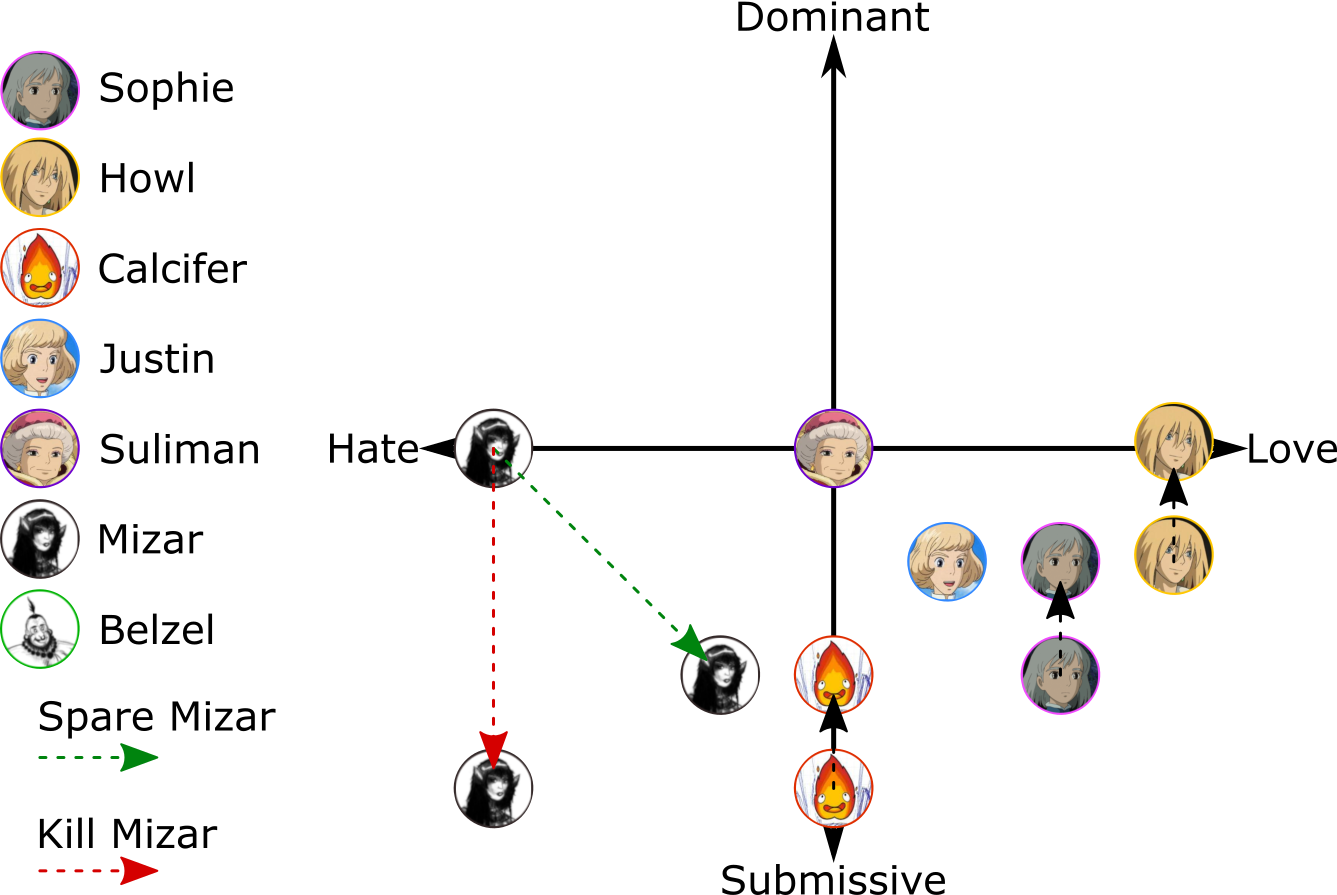 Dominant
Sophie
Howl
Calcifer
Justin
Suliman
Hate
Love
Mizar
Belzel
Spare Mizar
Kill Mizar
Submissive